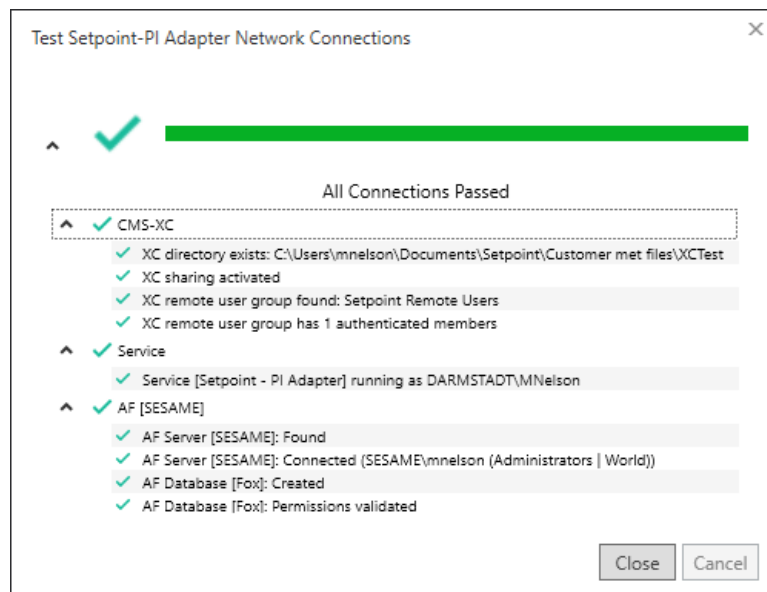 Test Setpoint-PI Adapter Network Connections
All Connections Passed
CMS-XC
XC directory exists: C:\Users\mnelson\Documents\Setpoint\Customer met files\XCTest
XC sharing activated
XC remote user group found: Setpoint Remote Users
XC remote user group has 1 authenticated members
Service
Service [Setpoint - PI Adapter] running as DARMSTADT\MNelson
AF [SESAME]
AF Server [SESAME]: Found
AF Server [SESAME]: Connected (SESAME\mnelson (Administrators | World))
AF Database [Fox]: Created
AF Database [Fox]: Permissions validated
Close Cancel